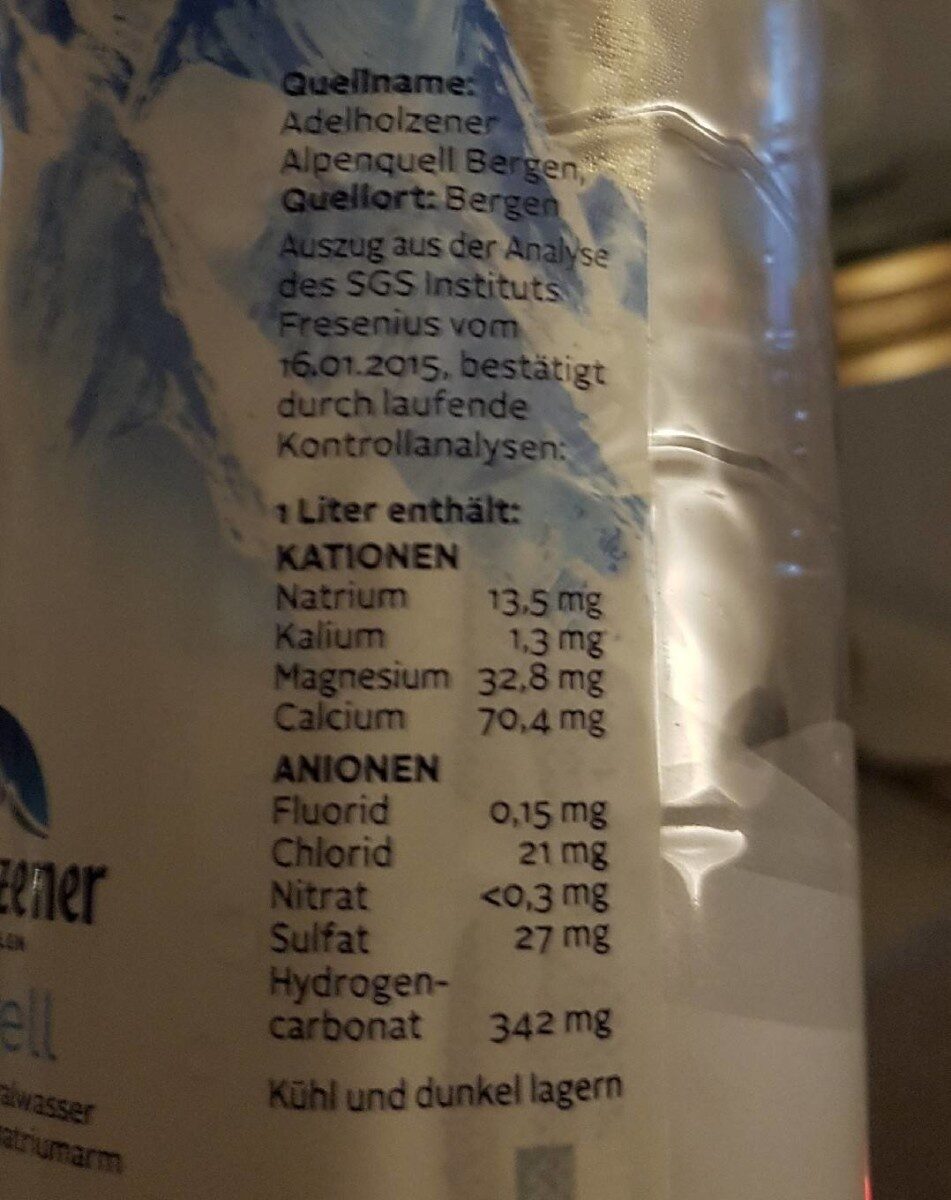 Quellname:
Adelholzener
Alpenquell Bergen,
Quellort: Bergen
Auszug aus der Analyse
des SGS Instituts
Fresenius vom
16.01.2015, bestätigt
durch laufende
Kontrollanalysen:
1 Liter enthält:
KATIONEN
Natrium 13,5 mg
Kalium 1,3 mg
Magnesium 32,8 mg
Calcium 70,4 mg
ANIONEN
Fluorid 0,15 mg
Chlorid 21 mg
Nitrat <0,3 mg
Sulfat 27 mg
Hydrogen-
carbonat 342 mg
Kühl und dunkel lagern
zener
ell
alwasser
atriumarm